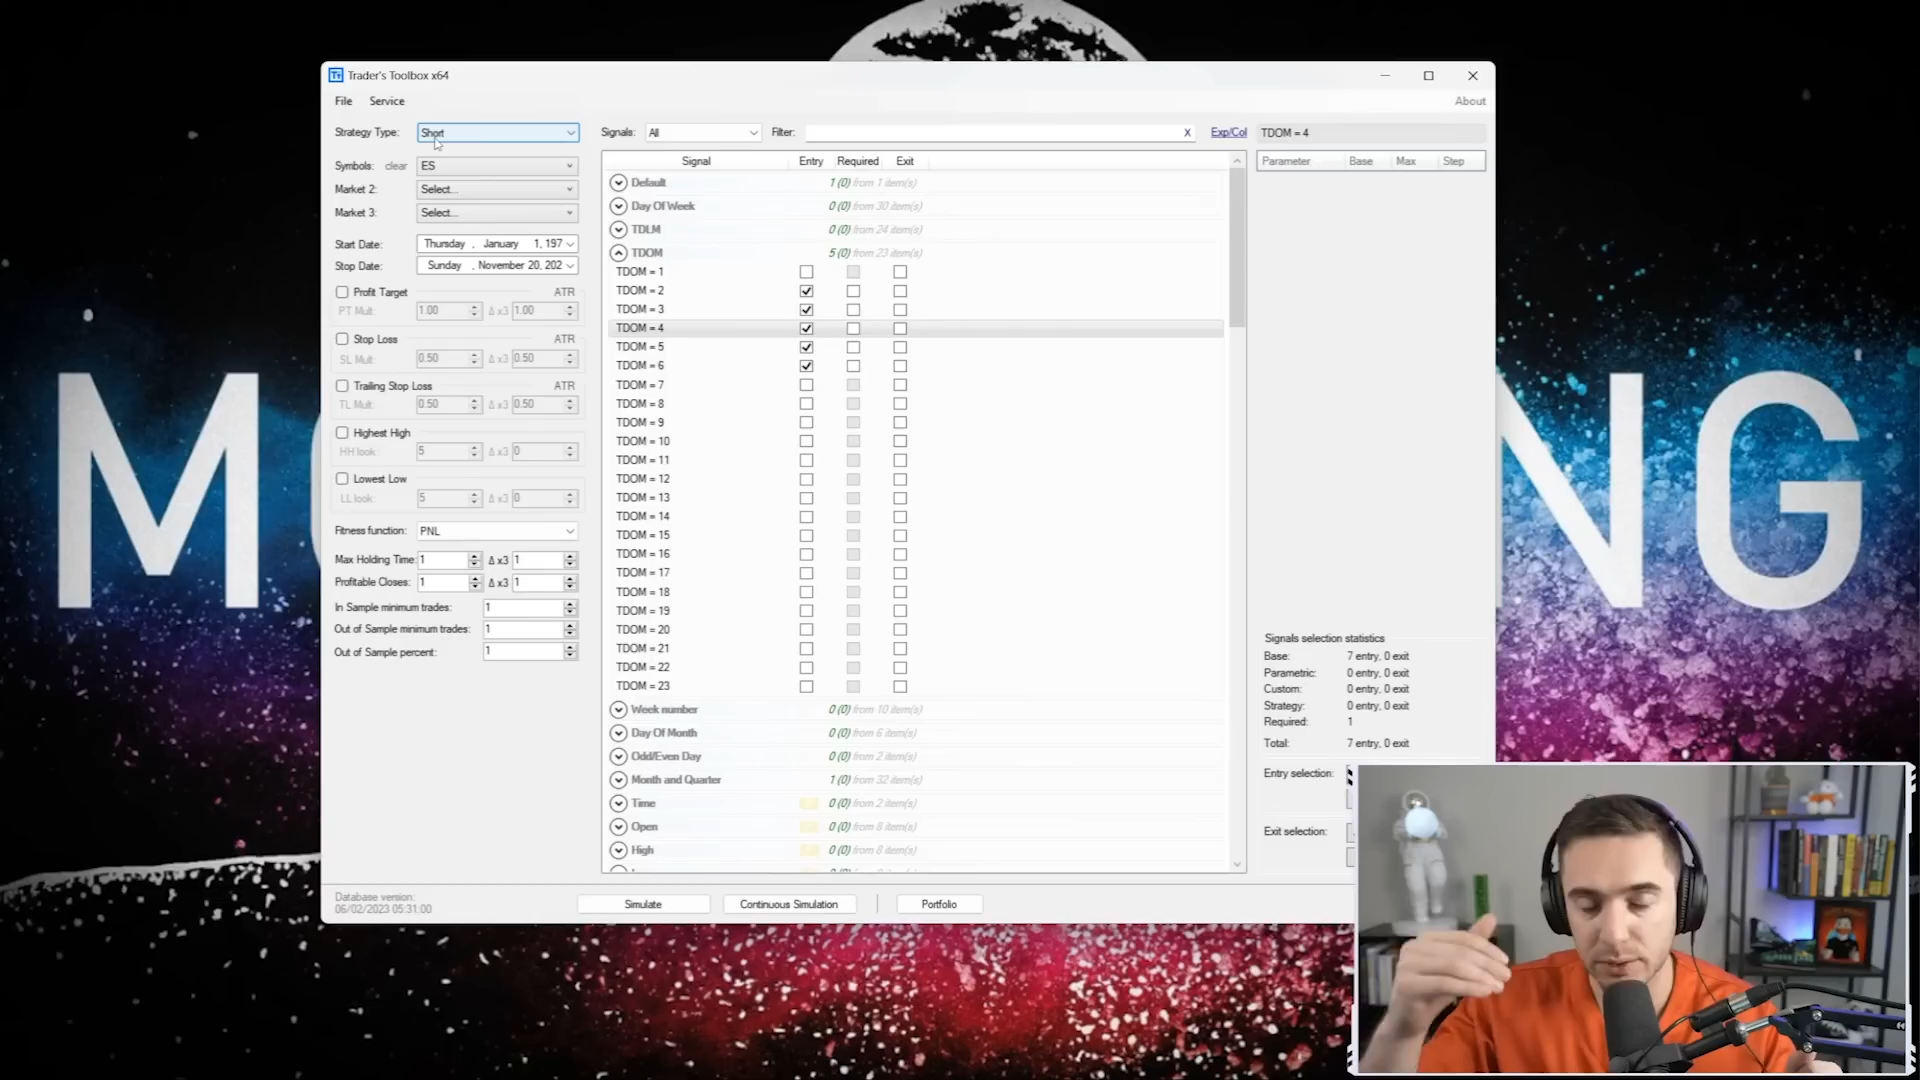 Trader's Toolbox x64
File Service About
Strategy Type: Short Signals: All Filter: X Exp/Col TDOM = 4
Symbols: clear ES
Market 2: Select...
Market 3: Select...
Start Date: Thursday , January 1, 197
Stop Date: Sunday , November 20, 202
Profit Target ATR
PT Mult: 1.00 Δ x3 1.00
Stop Loss ATR
SL Mult: 0.50 Δ x3 0.50
Trailing Stop Loss ATR
TL Mult: 0.50 Δ x3 0.50
Highest High
HH look: 5 Δ x3 0
Lowest Low
LL look: 5 Δ x3 0
Fitness function: PNL
Max Holding Time: 1 Δ x3 1
Profitable Closes: 1 Δ x3 1
In Sample minimum trades: 1
Out of Sample minimum trades: 1
Out of Sample percent: 1
Signal Entry Required Exit
Default 1 (0) from 1 item(s)
Day Of Week 0 (0) from 30 item(s)
TDLM 0 (0) from 24 item(s)
TDOM 5 (0) from 23 item(s)
TDOM = 1
TDOM = 2
TDOM = 3
TDOM = 4
TDOM = 5
TDOM = 6
TDOM = 7
TDOM = 8
TDOM = 9
TDOM = 10
TDOM = 11
TDOM = 12
TDOM = 13
TDOM = 14
TDOM = 15
TDOM = 16
TDOM = 17
TDOM = 18
TDOM = 19
TDOM = 20
TDOM = 21
TDOM = 22
TDOM = 23
Week number 0 (0) from 10 item(s)
Day Of Month 0 (0) from 6 item(s)
Odd/Even Day 0 (0) from 2 item(s)
Month and Quarter 1 (0) from 32 item(s)
Time 0 (0) from 2 item(s)
Open 0 (0) from 8 item(s)
High 0 (0) from 8 item(s)
Parameter Base Max Step
Signals selection statistics
Base: 7 entry, 0 exit
Parametric: 0 entry, 0 exit
Custom: 0 entry, 0 exit
Strategy: 0 entry, 0 exit
Required: 1
Total: 7 entry, 0 exit
Entry selection:
Exit selection:
Database version:
06/02/2023 05:31:00
Simulate Continuous Simulation Portfolio
M
NG